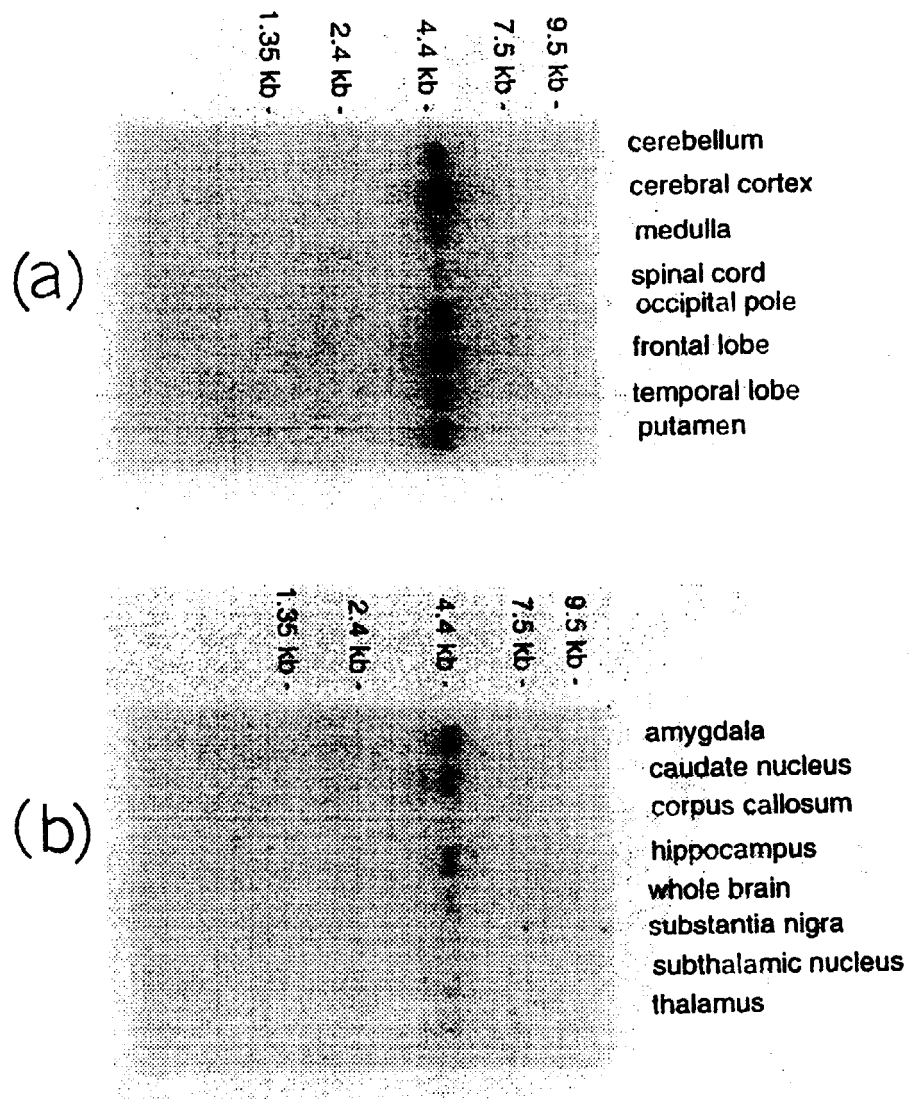 1.35 kb -
2.4 kb -
4.4 kb -
7.5 kb -
9.5 kb -
(a)
cerebellum
cerebral cortex
medulla
spinal cord
occipital pole
frontal lobe
temporal lobe
putamen
1.35 kb -
2.4 kb -
4.4 kb -
7.5 kb -
9.5 kb -
(b)
amygdala
caudate nucleus
corpus callosum
hippocampus
whole brain
substantia nigra
subthalamic nucleus
thalamus